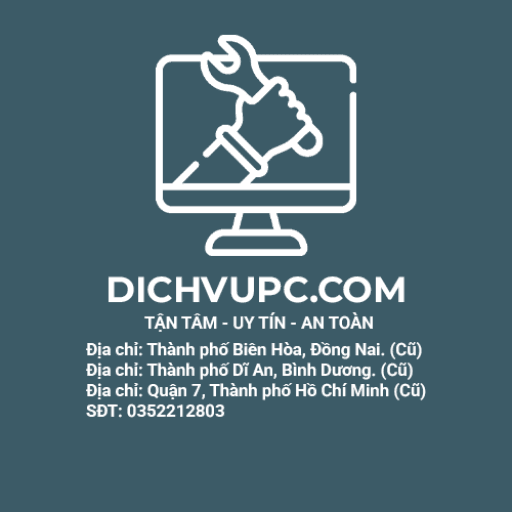 DICHVUPC.COM
TẬN TÂM - UY TÍN - AN TOÀN
Địa chỉ: Thành phố Biên Hòa, Đồng Nai. (Cũ)
Địa chỉ: Thành phố Dĩ An, Bình Dương. (Cũ)
Địa chỉ: Quận 7, Thành phố Hồ Chí Minh (Cũ)
SĐT: 0352212803